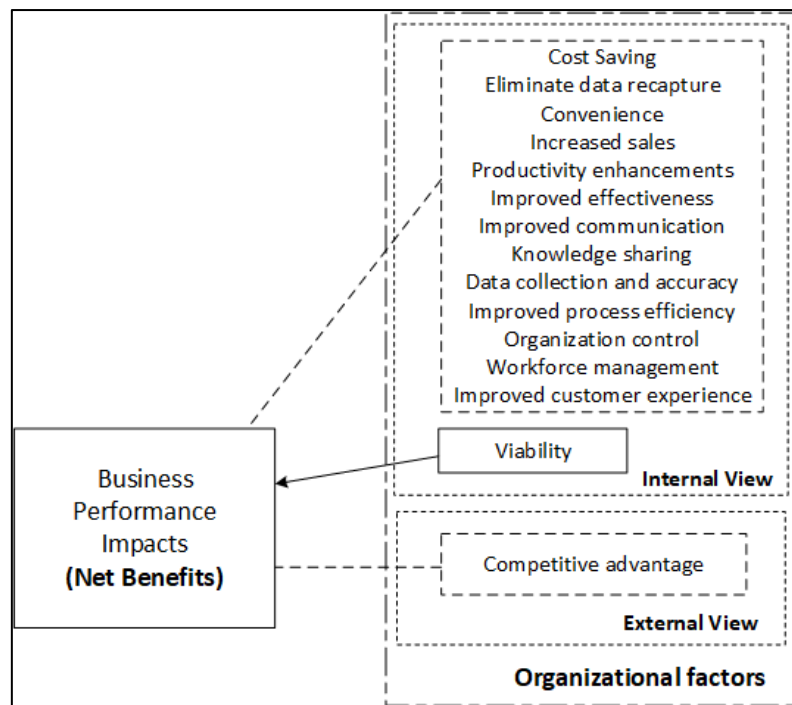 Cost Saving
Eliminate data recapture
Convenience
Increased sales
Productivity enhancements
Improved effectiveness
Improved communication
Knowledge sharing
Data collection and accuracy
Improved process efficiency
Organization control
Workforce management
Improved customer experience
Viability
Internal View
Business
Performance
Impacts
(Net Benefits)
Competitive advantage
External View
Organizational factors